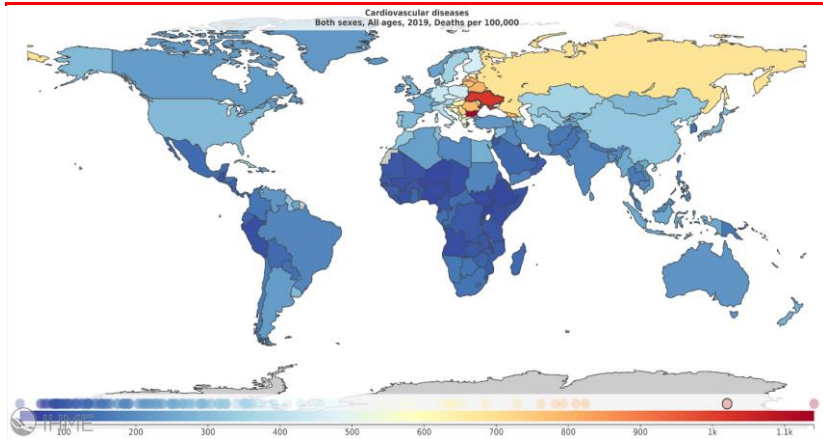 Cardiovascular diseases
Both sexes, All ages, 2019, Deaths per 100,000
IHME
100 200 300 400 500 600 700 800 900 1k 1.1k